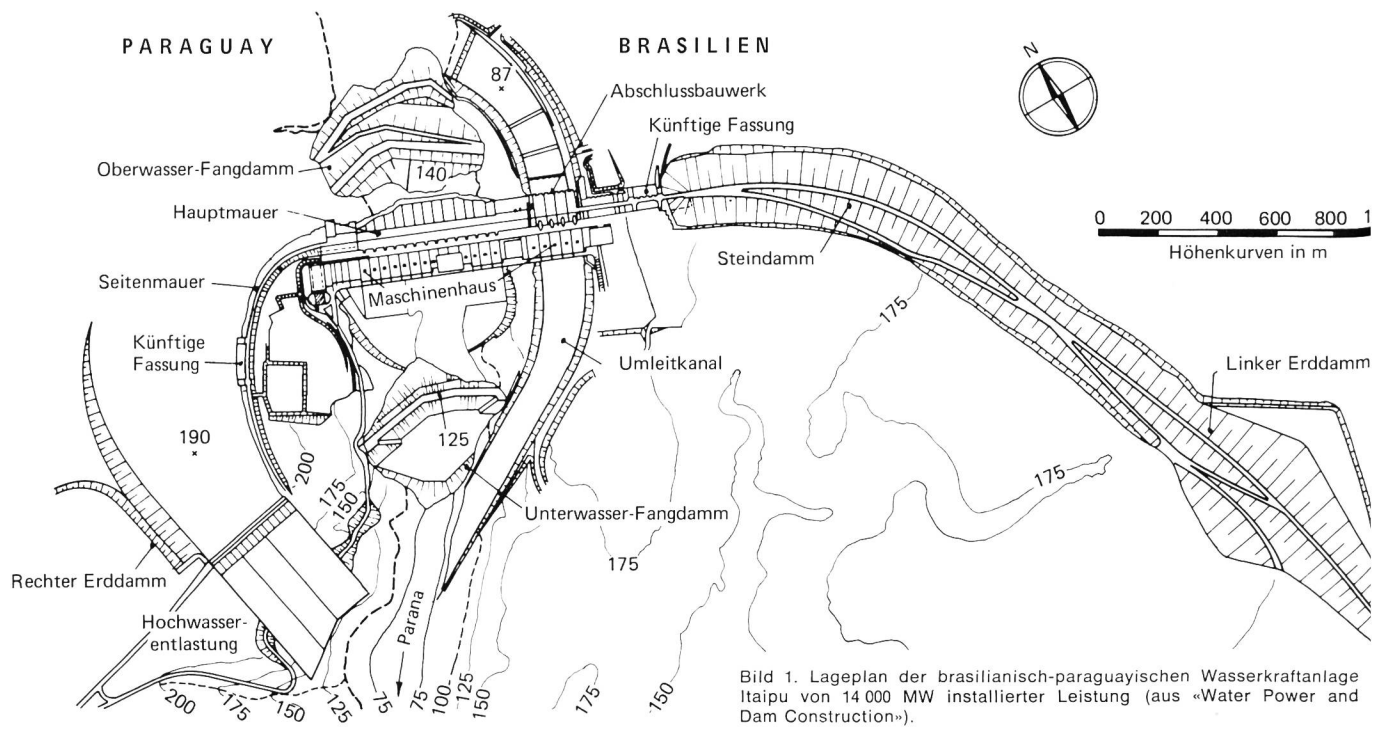 PARAGUAY
BRASILIEN
N
87
Abschlussbauwerk
Künftige Fassung
Oberwasser-Fangdamm
140
Hauptmauer
0 200 400 600 800 1
Höhenkurven in m
Steindamm
Seitenmauer
Maschinenhaus
175
Künftige
Fassung
Umleitkanal
Linker Erddamm
125
190
200
175
150
175
Unterwasser-Fangdamm
175
Rechter Erddamm
Hochwasser-
entlastung
Parana
200
175
150
125
75
75
100
125
150
175
150
Bild 1. Lageplan der brasilianisch-paraguayischen Wasserkraftanlage
Itaipu von 14 000 MW installierter Leistung (aus «Water Power and
Dam Construction»).